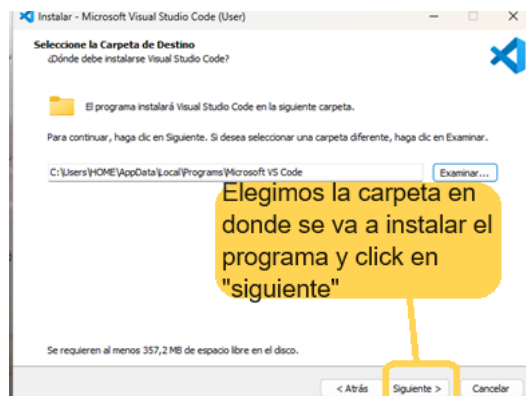 Instalar - Microsoft Visual Studio Code (User)
Seleccione la Carpeta de Destino
¿Dónde debe instalarse Visual Studio Code?
El programa instalará Visual Studio Code en la siguiente carpeta.
Para continuar, haga clic en Siguiente. Si desea seleccionar una carpeta diferente, haga clic en Examinar.
C:\Users\HOME\AppData\Local\Programs\Microsoft VS Code
Examinar...
Elegimos la carpeta en
donde se va a instalar el
programa y click en
"siguiente"
Se requieren al menos 357,2 MB de espacio libre en el disco.
< Atrás Siguiente > Cancelar